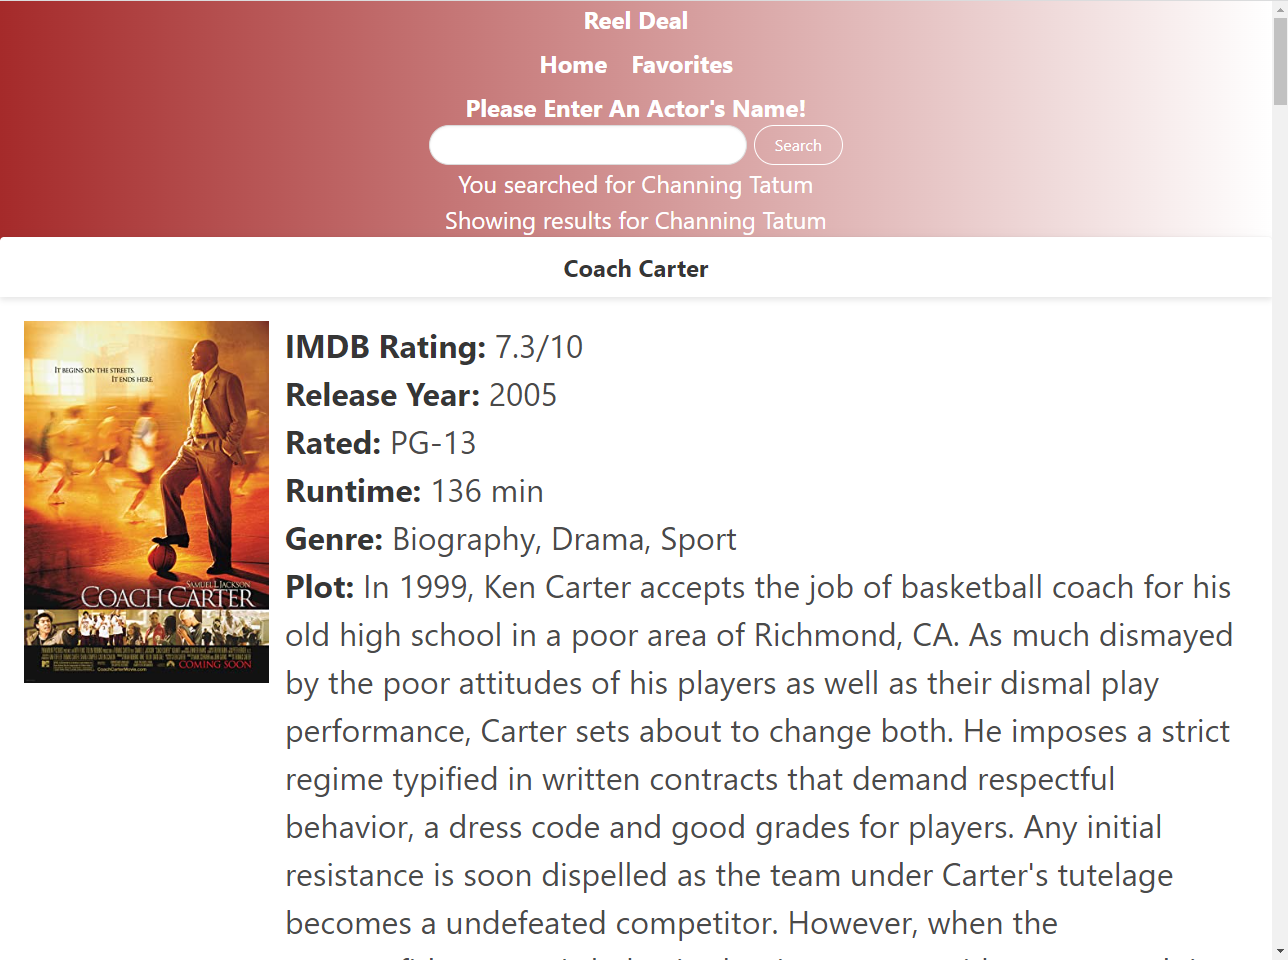 Reel Deal
Home Favorites
Please Enter An Actor's Name!
Search
You searched for Channing Tatum
Showing results for Channing Tatum
Coach Carter
IT BEGINS ON THE STREETS.
IT ENDS HERE.
SAMUEL L. JACKSON
COACH CARTER
COMING SOON
CoachCarterMovie.com
IMDB Rating: 7.3/10
Release Year: 2005
Rated: PG-13
Runtime: 136 min
Genre: Biography, Drama, Sport
Plot: In 1999, Ken Carter accepts the job of basketball coach for his
old high school in a poor area of Richmond, CA. As much dismayed
by the poor attitudes of his players as well as their dismal play
performance, Carter sets about to change both. He imposes a strict
regime typified in written contracts that demand respectful
behavior, a dress code and good grades for players. Any initial
resistance is soon dispelled as the team under Carter's tutelage
becomes a undefeated competitor. However, when the